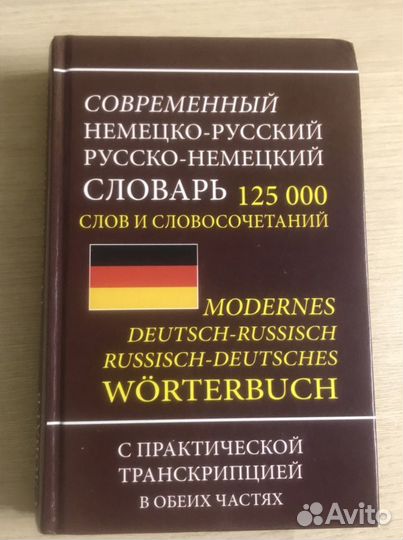 СОВРЕМЕННЫЙ
НЕМЕЦКО-РУССКИЙ
РУССКО-НЕМЕЦКИЙ
СЛОВАРЬ 125 000
СЛОВ И СЛОВОСОЧЕТАНИЙ
MODERNES
DEUTSCH-RUSSISCH
RUSSISCH-DEUTSCHES
WÖRTERBUCH
С ПРАКТИЧЕСКОЙ
ТРАНСКРИПЦИЕЙ
В ОБЕИХ ЧАСТЯХ
Avito